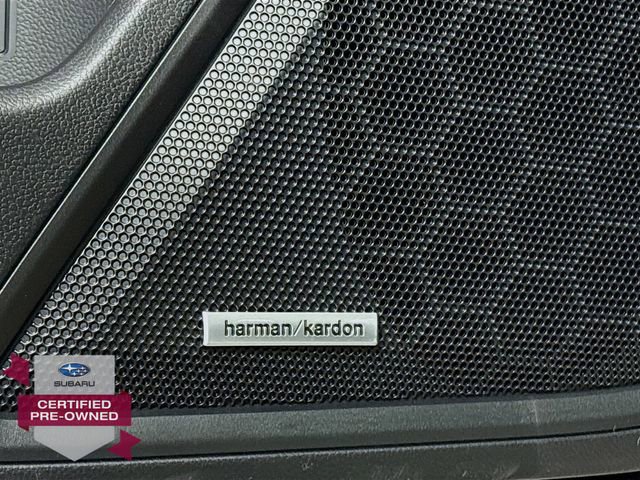 harman/kardon
SUBARU
CERTIFIED
PRE-OWNED